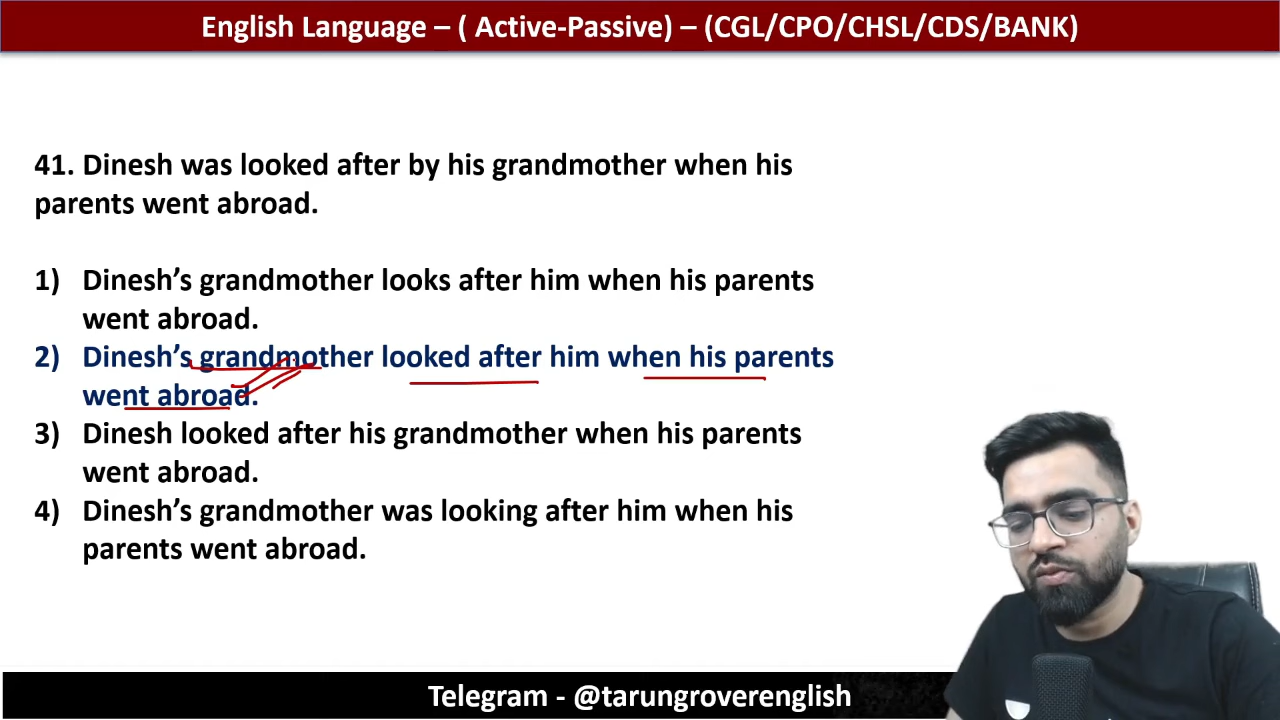 English Language – ( Active-Passive) – (CGL/CPO/CHSL/CDS/BANK)
41. Dinesh was looked after by his grandmother when his
parents went abroad.
1) Dinesh’s grandmother looks after him when his parents
went abroad.
2) Dinesh’s grandmother looked after him when his parents
went abroad.
3) Dinesh looked after his grandmother when his parents
went abroad.
4) Dinesh’s grandmother was looking after him when his
parents went abroad.
Telegram - @tarungroverenglish